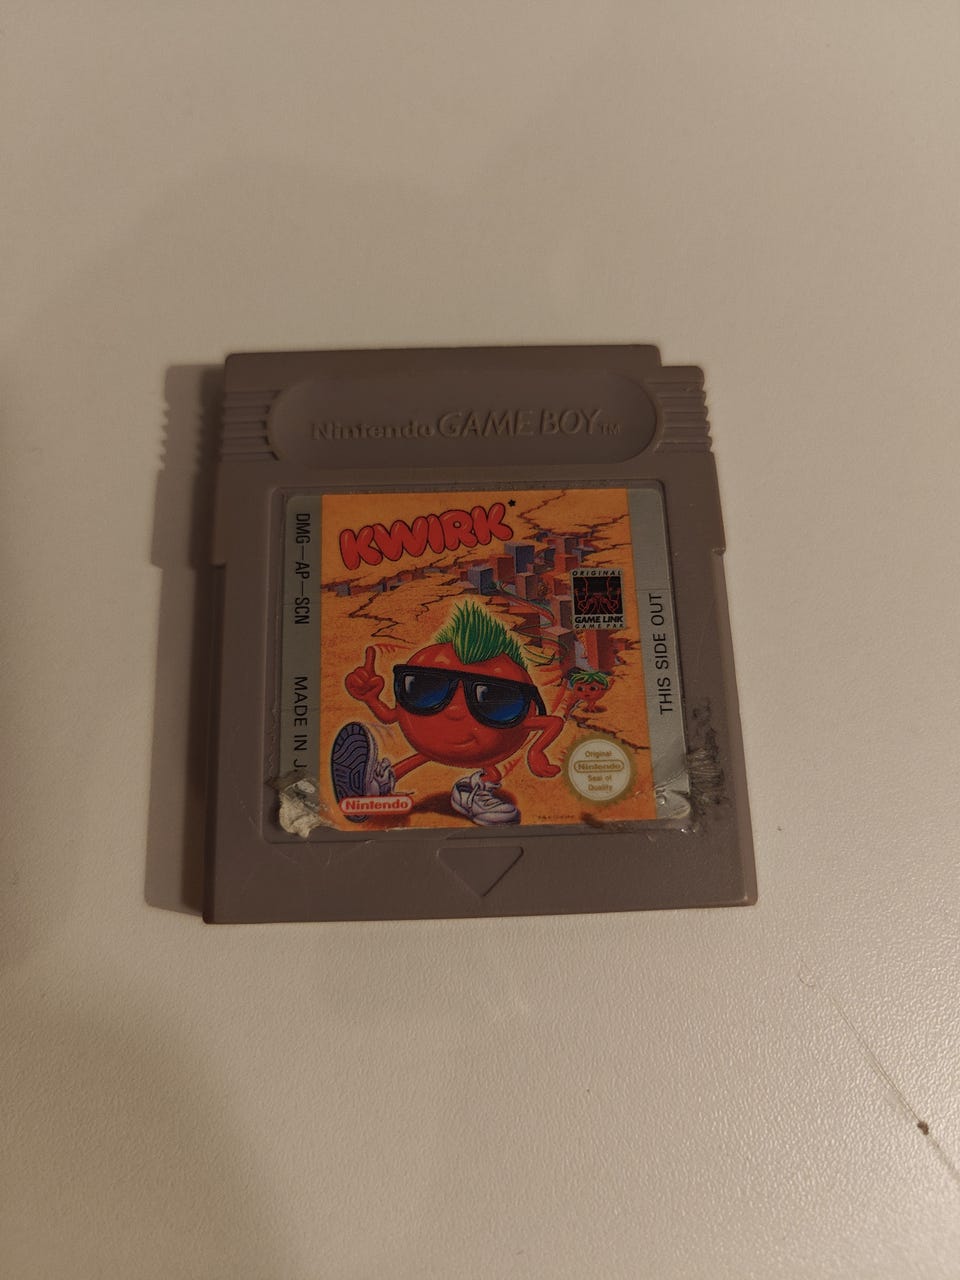 Nintendo GAME BOY TM
KWIRK*
DMG-AP-SCN MADE IN J
ORIGINAL
GAME LINK
GAME PAK
THIS SIDE OUT
Original
Nintendo
Seal of
Quality
Nintendo